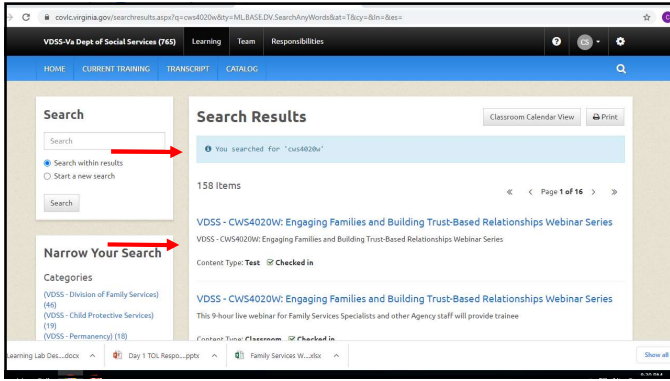 covlc.virginia.gov/searchresults.aspx?q=cws4020w&ty=ML.BASE.DV.SearchAnyWords&at=T&cy=&ln=&es=
VDSS-Va Dept of Social Services (765) Learning Team Responsibilities CS
HOME CURRENT TRAINING TRANSCRIPT CATALOG
Search
Search
Search within results
Start a new search
Search
Narrow Your Search
Categories
(VDSS - Division of Family Services)
(46)
(VDSS - Child Protective Services)
(19)
(VDSS - Permanency) (18)
Search Results
Classroom Calendar View Print
You searched for 'cws4020w'
158 Items
« < Page 1 of 16 > »
VDSS - CWS4020W: Engaging Families and Building Trust-Based Relationships Webinar Series
VDSS - CWS4020W: Engaging Families and Building Trust-Based Relationships Webinar Series
Content Type: Test Checked in
VDSS - CWS4020W: Engaging Families and Building Trust-Based Relationships Webinar Series
This 9-hour live webinar for Family Services Specialists and other Agency staff will provide trainee
Content Type: Classroom Checked in
Learning Lab Des....docx Day 1 TOL Respo....pptx Family Services W....xlsx Show all